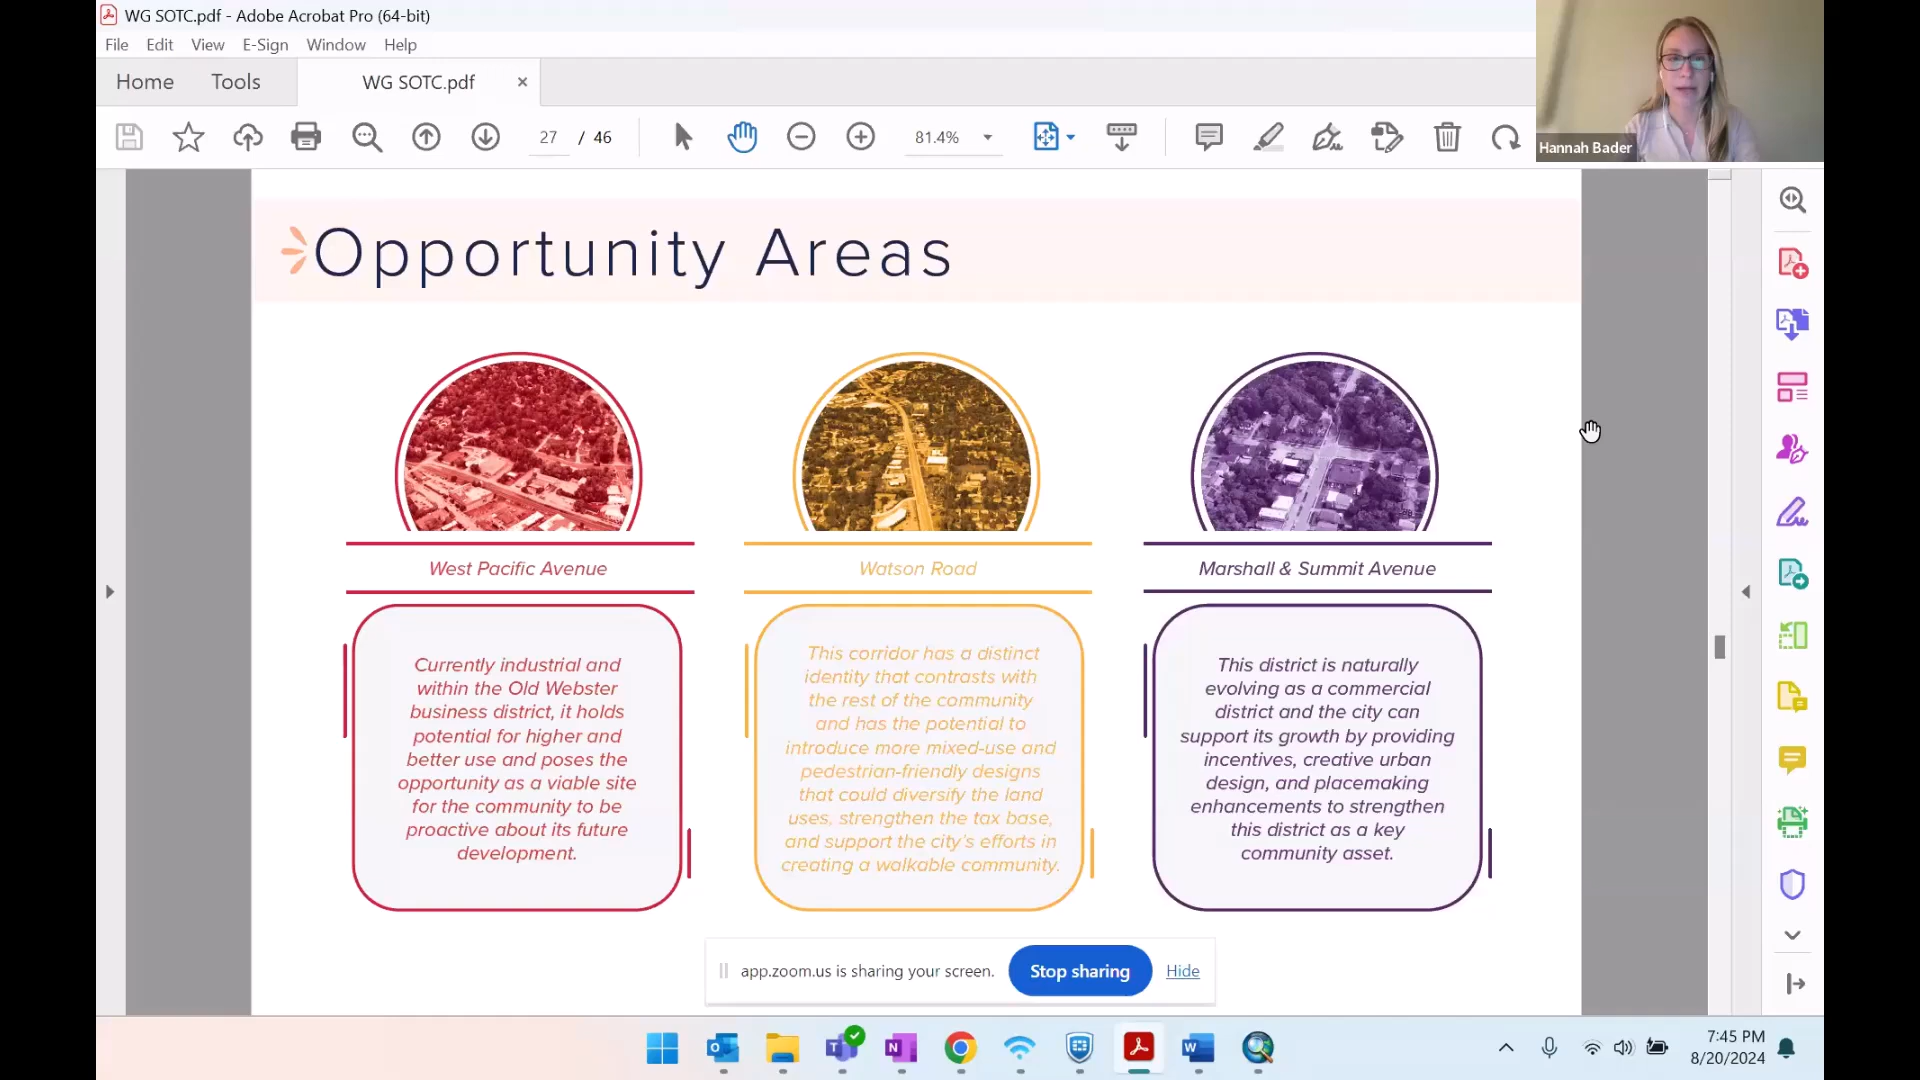 WG SOTC.pdf - Adobe Acrobat Pro (64-bit)
File Edit View E-Sign Window Help
Home Tools WG SOTC.pdf ×
27 / 46 81.4%
Hannah Bader
Opportunity Areas
West Pacific Avenue
Currently industrial and
within the Old Webster
business district, it holds
potential for higher and
better use and poses the
opportunity as a viable site
for the community to be
proactive about its future
development.
Watson Road
This corridor has a distinct
identity that contrasts with
the rest of the community
and has the potential to
introduce more mixed-use and
pedestrian-friendly designs
that could diversify the land
uses, strengthen the tax base,
and support the city's efforts in
creating a walkable community.
Marshall & Summit Avenue
This district is naturally
evolving as a commercial
district and the city can
support its growth by providing
incentives, creative urban
design, and placemaking
enhancements to strengthen
this district as a key
community asset.
app.zoom.us is sharing your screen. Stop sharing Hide
7:45 PM
8/20/2024